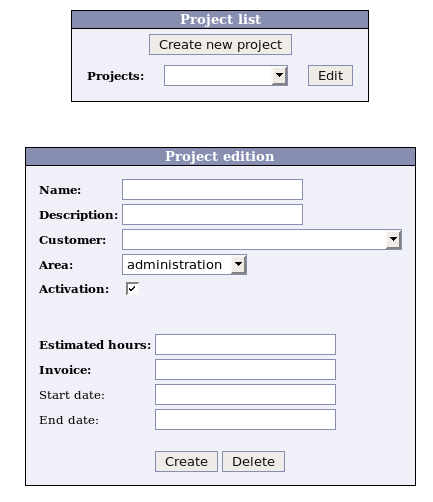 Project list
Create new project
Projects: Edit
Project edition
Name:
Description:
Customer:
Area: administration
Activation:
Estimated hours:
Invoice:
Start date:
End date:
Create Delete